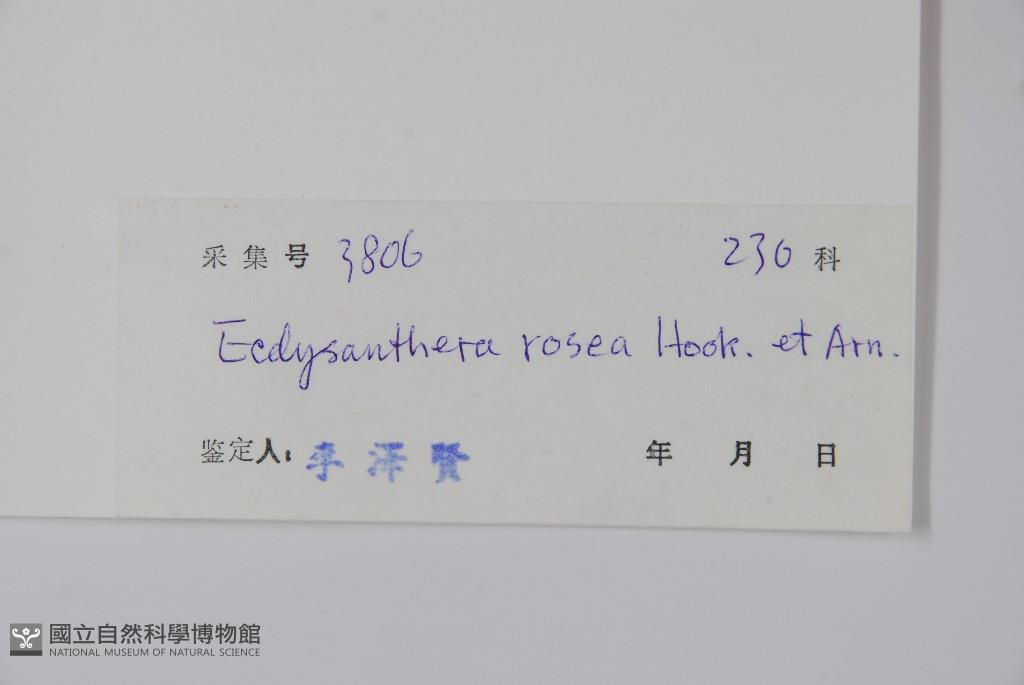 采集号 3806 230 科
Ecdysanthera rosea Hook. et Arn.
鉴定人: 李泽賢 年 月 日
國立自然科學博物館
NATIONAL MUSEUM OF NATURAL SCIENCE